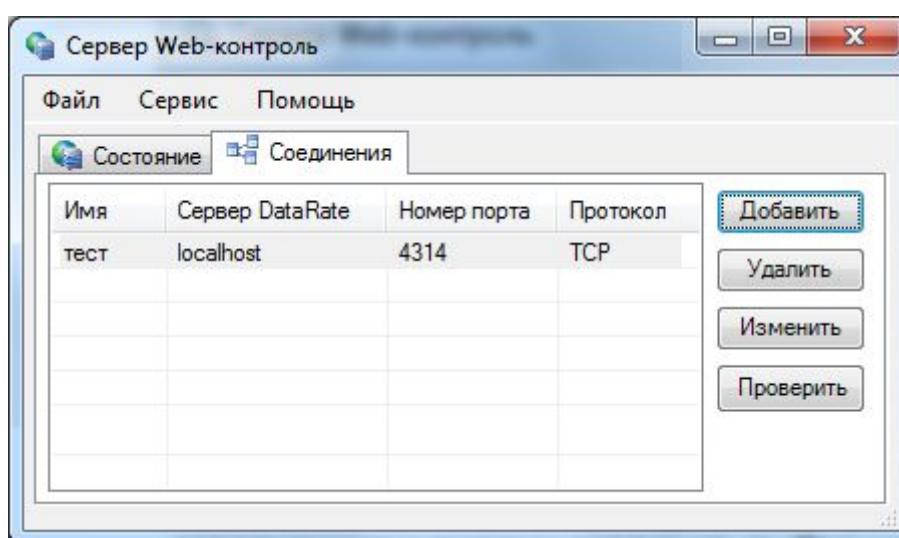 Сервер Web-контроль
Файл Сервис Помощь
Состояние Соединения
Имя Сервер DataRate Номер порта Протокол
тест localhost 4314 TCP
Добавить
Удалить
Изменить
Проверить